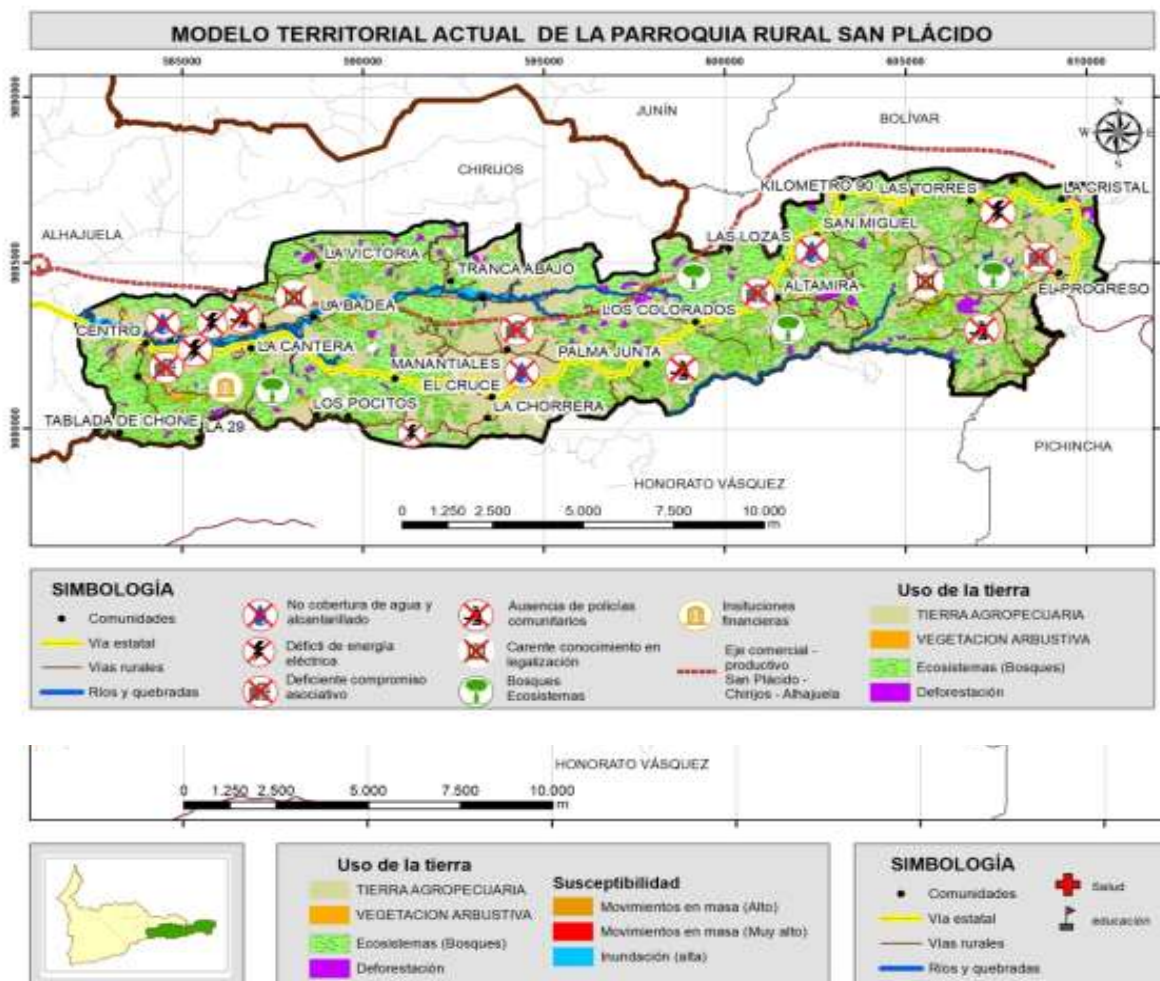 MODELO TERRITORIAL ACTUAL DE LA PARROQUIA RURAL SAN PLÁCIDO
585000 590000 595000 600000 605000 610000
JUNÍN
BOLÍVAR
N
W E
S
CHIRIJOS
KILOMETRO 90
LAS TORRES
LA CRISTAL
ALHAJUELA
LAS LOZAS
SAN MIGUEL
LA VICTORIA
TRANCA ABAJO
ALTAMIRA
EL PROGRESO
LA BADEA
LOS COLORADOS
CENTRO
LA CANTERA
MANANTIALES
PALMA JUNTA
EL CRUCE
LOS POCITOS
LA CHORRERA
TABLADA DE CHONE
LA 29
PICHINCHA
HONORATO VÁSQUEZ
0 1.250 2.500 5.000 7.500 10.000
m
SIMBOLOGÍA
Comunidades
Vía estatal
Vías rurales
Ríos y quebradas
No cobertura de agua y
alcantarillado
Défits de energía
eléctrica
Deficiente compromiso
asociativo
Ausencia de policías
comunitarios
Carente conocimiento en
legalización
Bosques
Ecosistemas
Insituciones
financieras
Eje comercial -
productivo
San Plácido -
Chirijos - Alhajuela
Uso de la tierra
TIERRA AGROPECUARIA
VEGETACION ARBUSTIVA
Ecosistemas (Bosques)
Deforestación
HONORATO VÁSQUEZ
0 1.250 2.500 5.000 7.500 10.000
m
Uso de la tierra
TIERRA AGROPECUARIA
VEGETACION ARBUSTIVA
Ecosistemas (Bosques)
Deforestación
Susceptibilidad
Movimientos en masa (Alto)
Movimientos en masa (Muy alto)
Inundación (alta)
SIMBOLOGÍA
Comunidades
Vía estatal
Vías rurales
Ríos y quebradas
Salud
educación